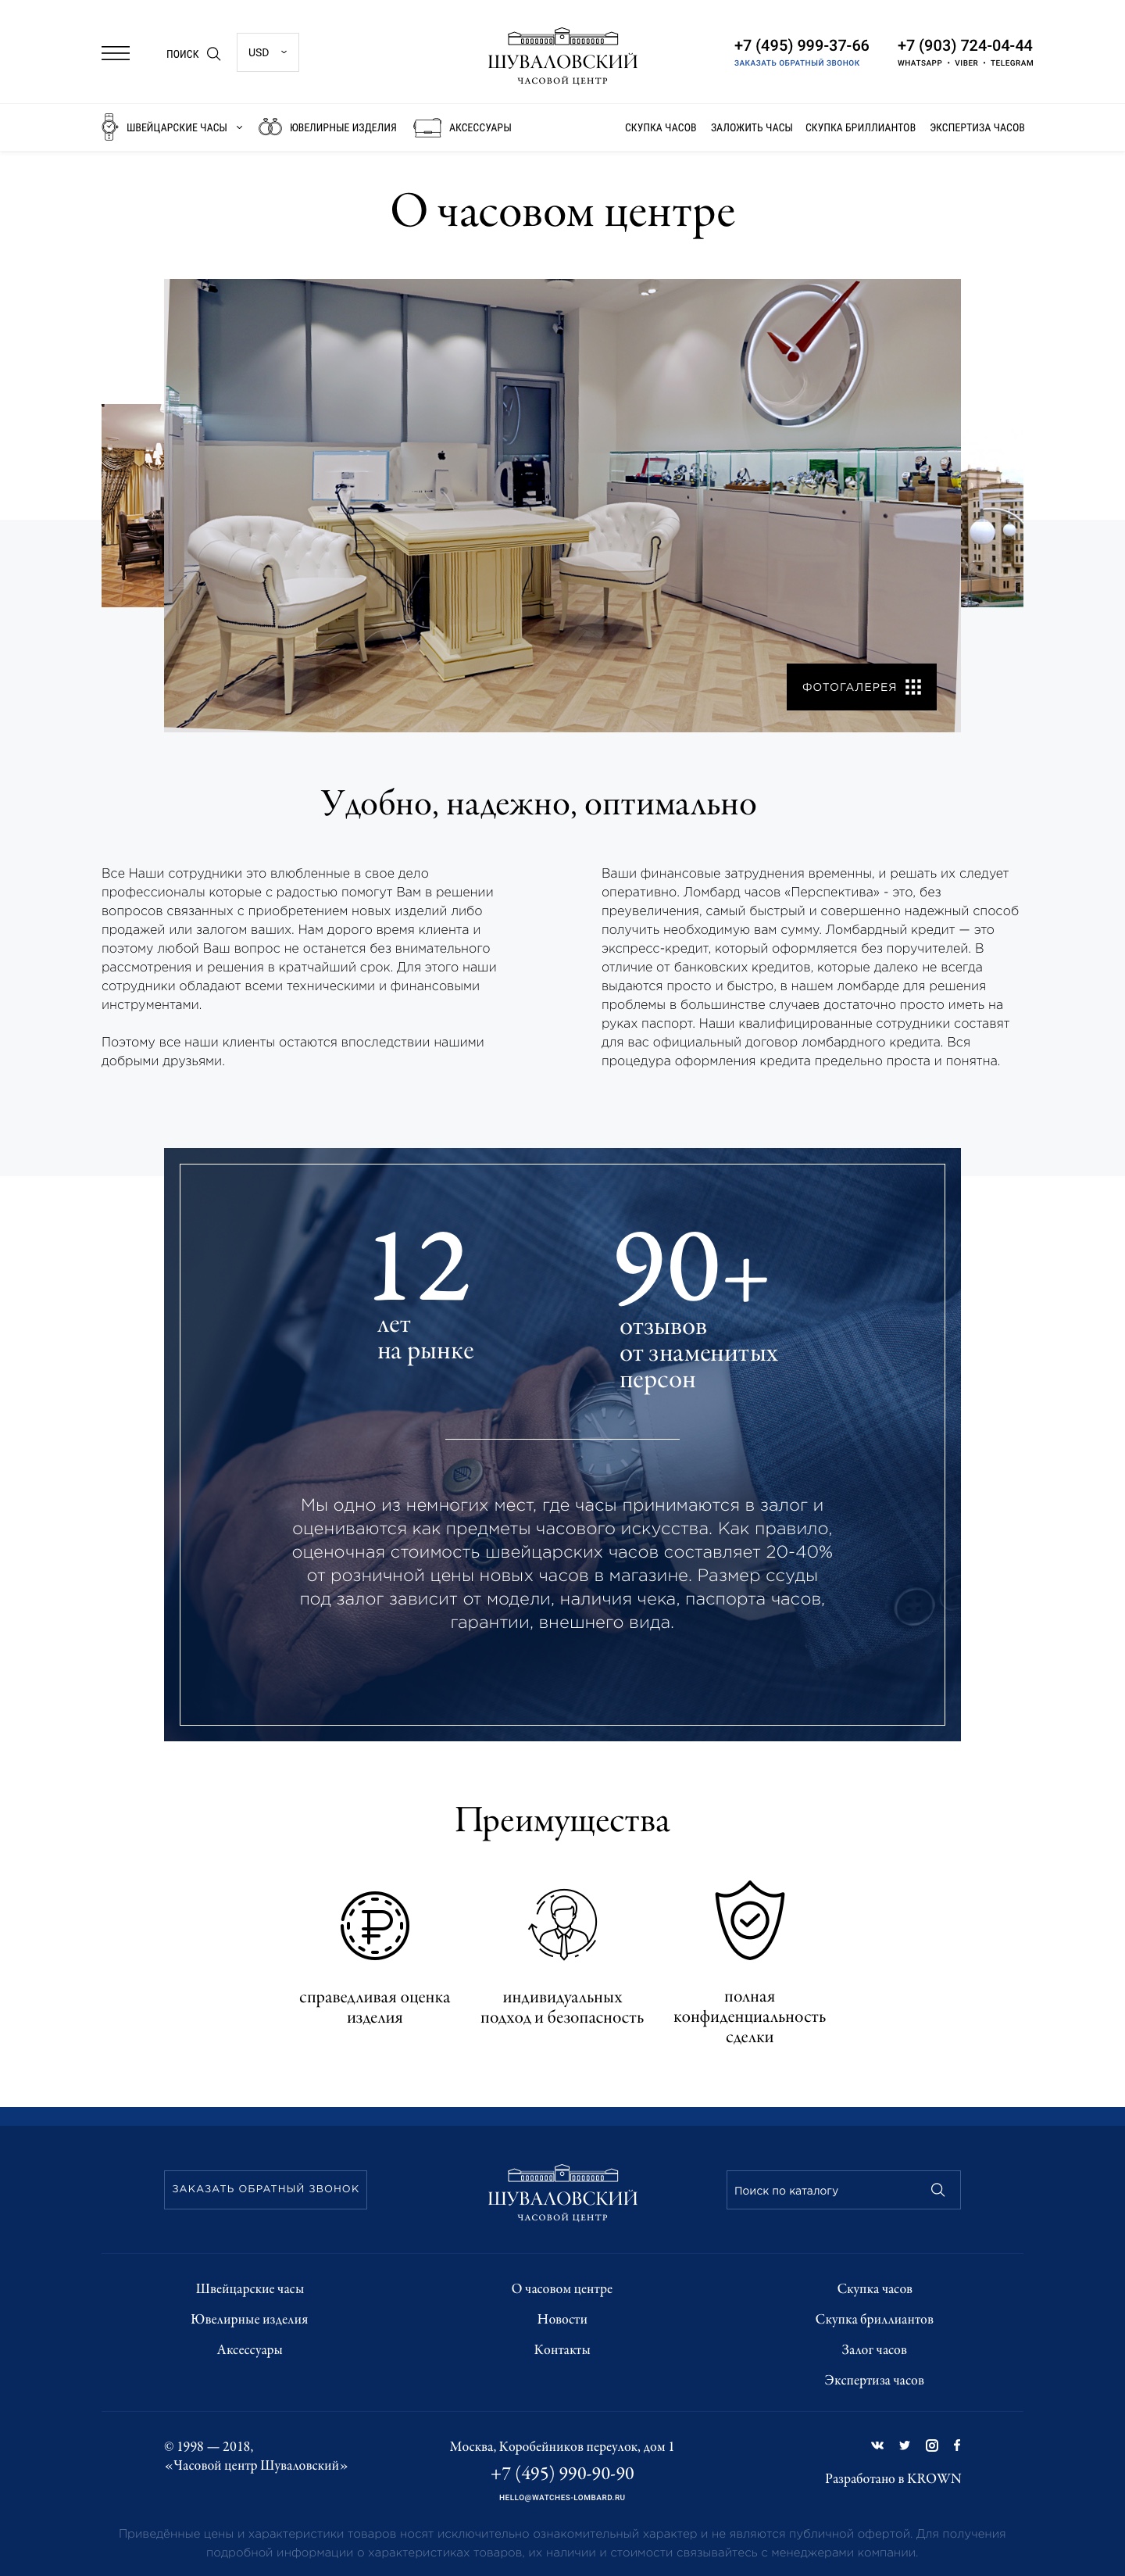 ПОИСК
USD
ШУВАЛОВСКИЙ
ЧАСОВОЙ ЦЕНТР
+7 (495) 999-37-66
ЗАКАЗАТЬ ОБРАТНЫЙ ЗВОНОК
+7 (903) 724-04-44
WHATSAPP • VIBER • TELEGRAM
ШВЕЙЦАРСКИЕ ЧАСЫ
ЮВЕЛИРНЫЕ ИЗДЕЛИЯ
АКСЕССУАРЫ
СКУПКА ЧАСОВ
ЗАЛОЖИТЬ ЧАСЫ
СКУПКА БРИЛЛИАНТОВ
ЭКСПЕРТИЗА ЧАСОВ
О часовом центре
ФОТОГАЛЕРЕЯ
Удобно, надежно, оптимально
Все Наши сотрудники это влюбленные в свое дело
профессионалы которые с радостью помогут Вам в решении
вопросов связанных с приобретением новых изделий либо
продажей или залогом ваших. Нам дорого время клиента и
поэтому любой Ваш вопрос не останется без внимательного
рассмотрения и решения в кратчайший срок. Для этого наши
сотрудники обладают всеми техническими и финансовыми
инструментами.
Поэтому все наши клиенты остаются впоследствии нашими
добрыми друзьями.
Ваши финансовые затруднения временны, и решать их следует
оперативно. Ломбард часов «Перспектива» - это, без
преувеличения, самый быстрый и совершенно надежный способ
получить необходимую вам сумму. Ломбардный кредит — это
экспресс-кредит, который оформляется без поручителей. В
отличие от банковских кредитов, которые далеко не всегда
выдаются просто и быстро, в нашем ломбарде для решения
проблемы в большинстве случаев достаточно просто иметь на
руках паспорт. Наши квалифицированные сотрудники составят
для вас официальный договор ломбардного кредита. Вся
процедура оформления кредита предельно проста и понятна.
12
лет
на рынке
90+
отзывов
от знаменитых
персон
Мы одно из немногих мест, где часы принимаются в залог и
оцениваются как предметы часового искусства. Как правило,
оценочная стоимость швейцарских часов составляет 20-40%
от розничной цены новых часов в магазине. Размер ссуды
под залог зависит от модели, наличия чека, паспорта часов,
гарантии, внешнего вида.
Преимущества
справедливая оценка
изделия
индивидуальных
подход и безопасность
полная
конфиденциальность
сделки
ЗАКАЗАТЬ ОБРАТНЫЙ ЗВОНОК
ШУВАЛОВСКИЙ
ЧАСОВОЙ ЦЕНТР
Поиск по каталогу
Швейцарские часы
Ювелирные изделия
Аксессуары
О часовом центре
Новости
Контакты
Скупка часов
Скупка бриллиантов
Залог часов
Экспертиза часов
© 1998 — 2018,
«Часовой центр Шуваловский»
Москва, Коробейников переулок, дом 1
+7 (495) 990-90-90
HELLO@WATCHES-LOMBARD.RU
Разработано в KROWN
Приведённые цены и характеристики товаров носят исключительно ознакомительный характер и не являются публичной офертой. Для получения
подробной информации о характеристиках товаров, их наличии и стоимости связывайтесь с менеджерами компании.